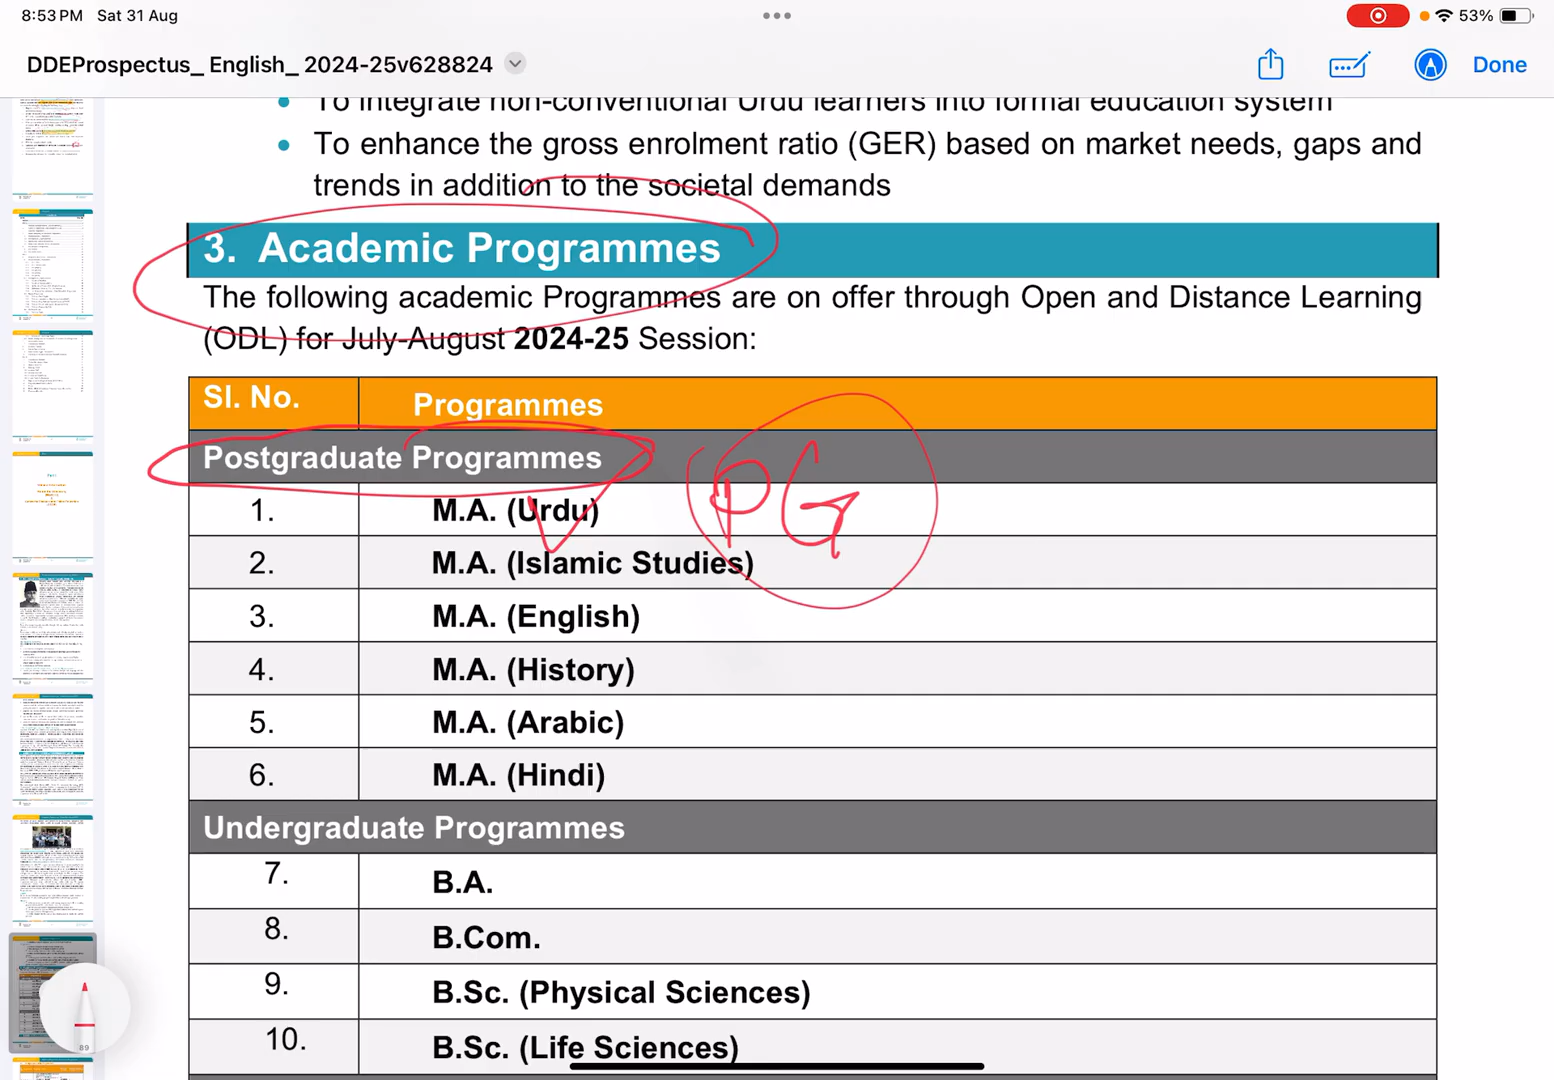 8:53 PM Sat 31 Aug
53%
DDEProspectus_ English_ 2024-25v628824
Done
To integrate non-conventional Urdu learners into formal education system
To enhance the gross enrolment ratio (GER) based on market needs, gaps and
trends in addition to the societal demands
3. Academic Programmes
The following academic Programmes are on offer through Open and Distance Learning
(ODL) for July-August 2024-25 Session:
Sl. No. Programmes
Postgraduate Programmes
PG
1. M.A. (Urdu)
2. M.A. (Islamic Studies)
3. M.A. (English)
4. M.A. (History)
5. M.A. (Arabic)
6. M.A. (Hindi)
Undergraduate Programmes
7. B.A.
8. B.Com.
9. B.Sc. (Physical Sciences)
10. B.Sc. (Life Sciences)
89